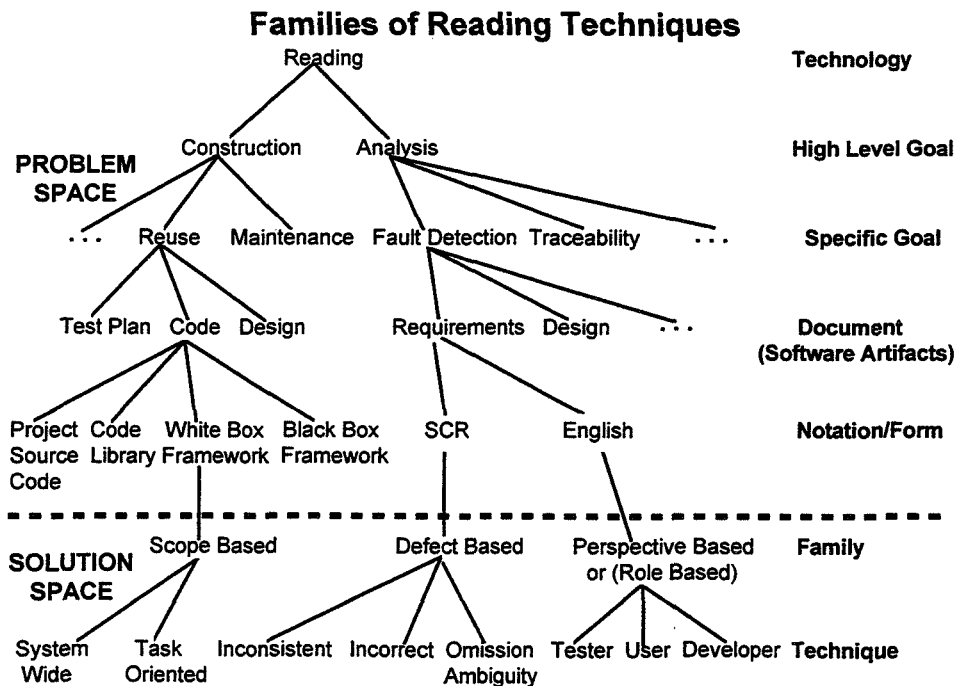 Families of Reading Techniques
Reading Technology
Construction Analysis High Level Goal
PROBLEM
SPACE
... Reuse Maintenance Fault Detection Traceability ... Specific Goal
Test Plan Code Design Requirements Design ... Document
(Software Artifacts)
Project Code White Box Black Box SCR English Notation/Form
Source Library Framework Framework
Code
Scope Based Defect Based Perspective Based Family
or (Role Based)
SOLUTION
SPACE
System Task Inconsistent Incorrect Omission Tester User Developer Technique
Wide Oriented Ambiguity